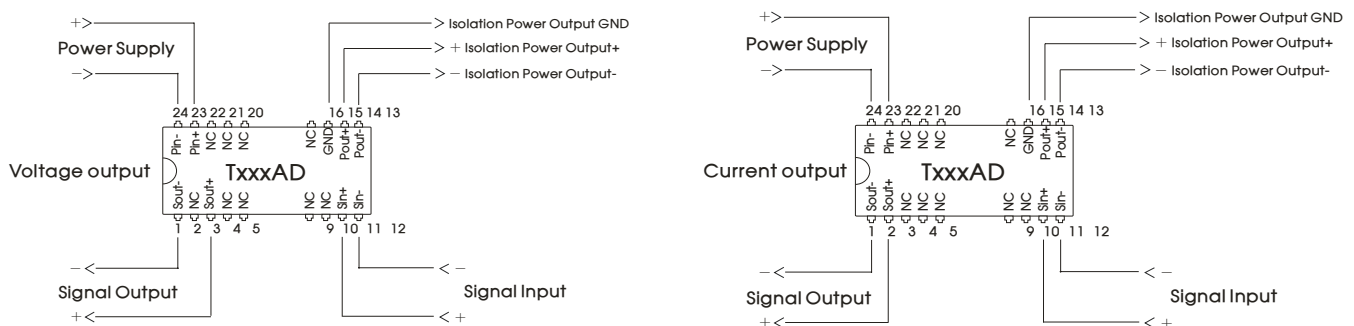 +> > Isolation Power Output GND
Power Supply > + Isolation Power Output+
−> > − Isolation Power Output-
24 23 22 21 20 16 15 14 13
Pin- Pin+ NC NC NC NC GND Pout+ Pout-
Voltage output TxxxAD
Sout- NC Sout+ NC NC NC NC Sin+ Sin-
1 2 3 4 5 9 10 11 12
−< < −
Signal Output Signal Input
+< < +
+> > Isolation Power Output GND
Power Supply > + Isolation Power Output+
−> > − Isolation Power Output-
24 23 22 21 20 16 15 14 13
Pin- Pin+ NC NC NC NC GND Pout+ Pout-
Current output TxxxAD
Sout- Sout+ NC NC NC NC NC Sin+ Sin-
1 2 3 4 5 9 10 11 12
−< < −
Signal Output Signal Input
+< < +